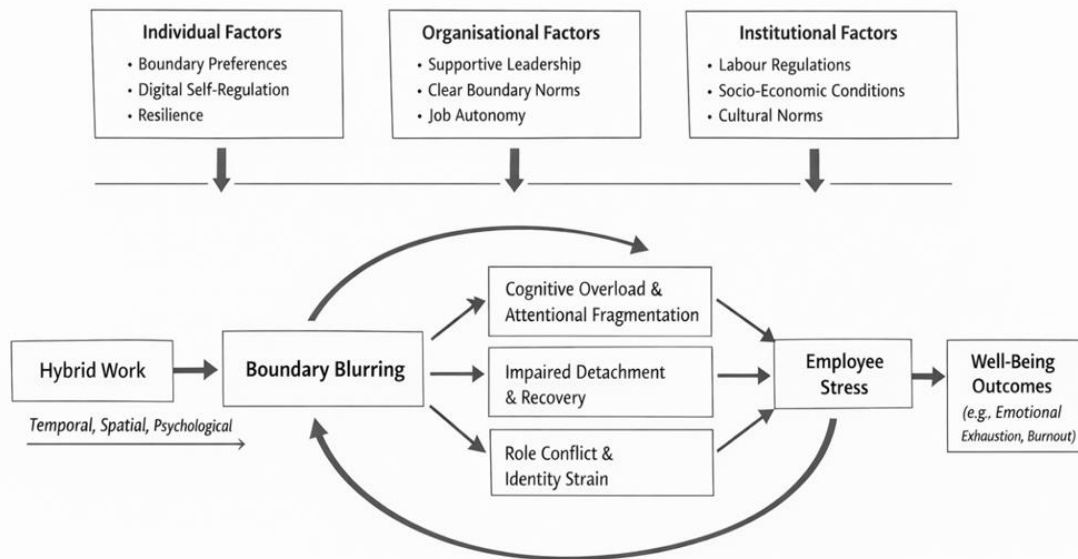 Individual Factors
• Boundary Preferences
• Digital Self-Regulation
• Resilience
Organisational Factors
• Supportive Leadership
• Clear Boundary Norms
• Job Autonomy
Institutional Factors
• Labour Regulations
• Socio-Economic Conditions
• Cultural Norms
Hybrid Work
Temporal, Spatial, Psychological
Boundary Blurring
Cognitive Overload &
Attentional Fragmentation
Impaired Detachment
& Recovery
Role Conflict &
Identity Strain
Employee
Stress
Well-Being
Outcomes
(e.g., Emotional
Exhaustion, Burnout)